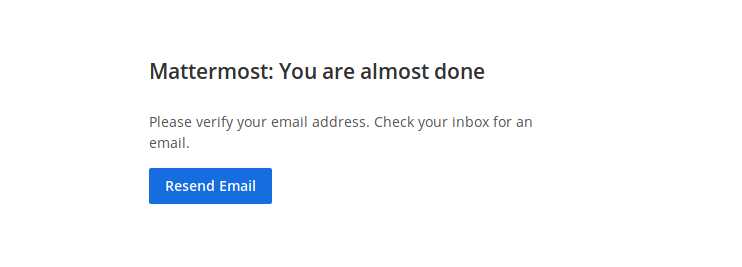 Mattermost: You are almost done
Please verify your email address. Check your inbox for an
email.
Resend Email